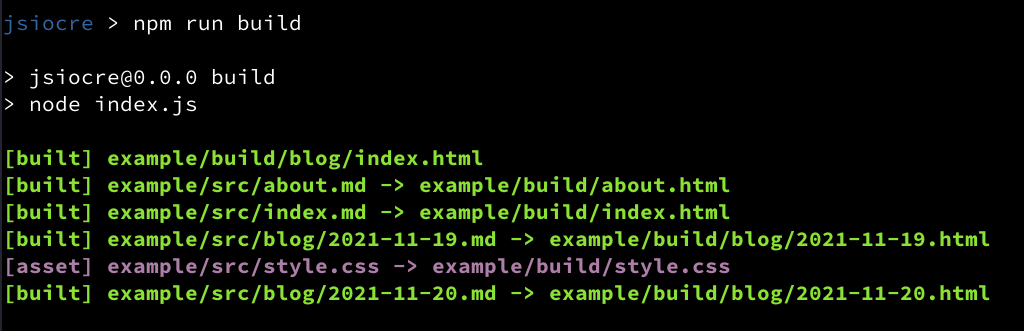 jsiocre > npm run build
> jsiocre@0.0.0 build
> node index.js
[built] example/build/blog/index.html
[built] example/src/about.md -> example/build/about.html
[built] example/src/index.md -> example/build/index.html
[built] example/src/blog/2021-11-19.md -> example/build/blog/2021-11-19.html
[asset] example/src/style.css -> example/build/style.css
[built] example/src/blog/2021-11-20.md -> example/build/blog/2021-11-20.html